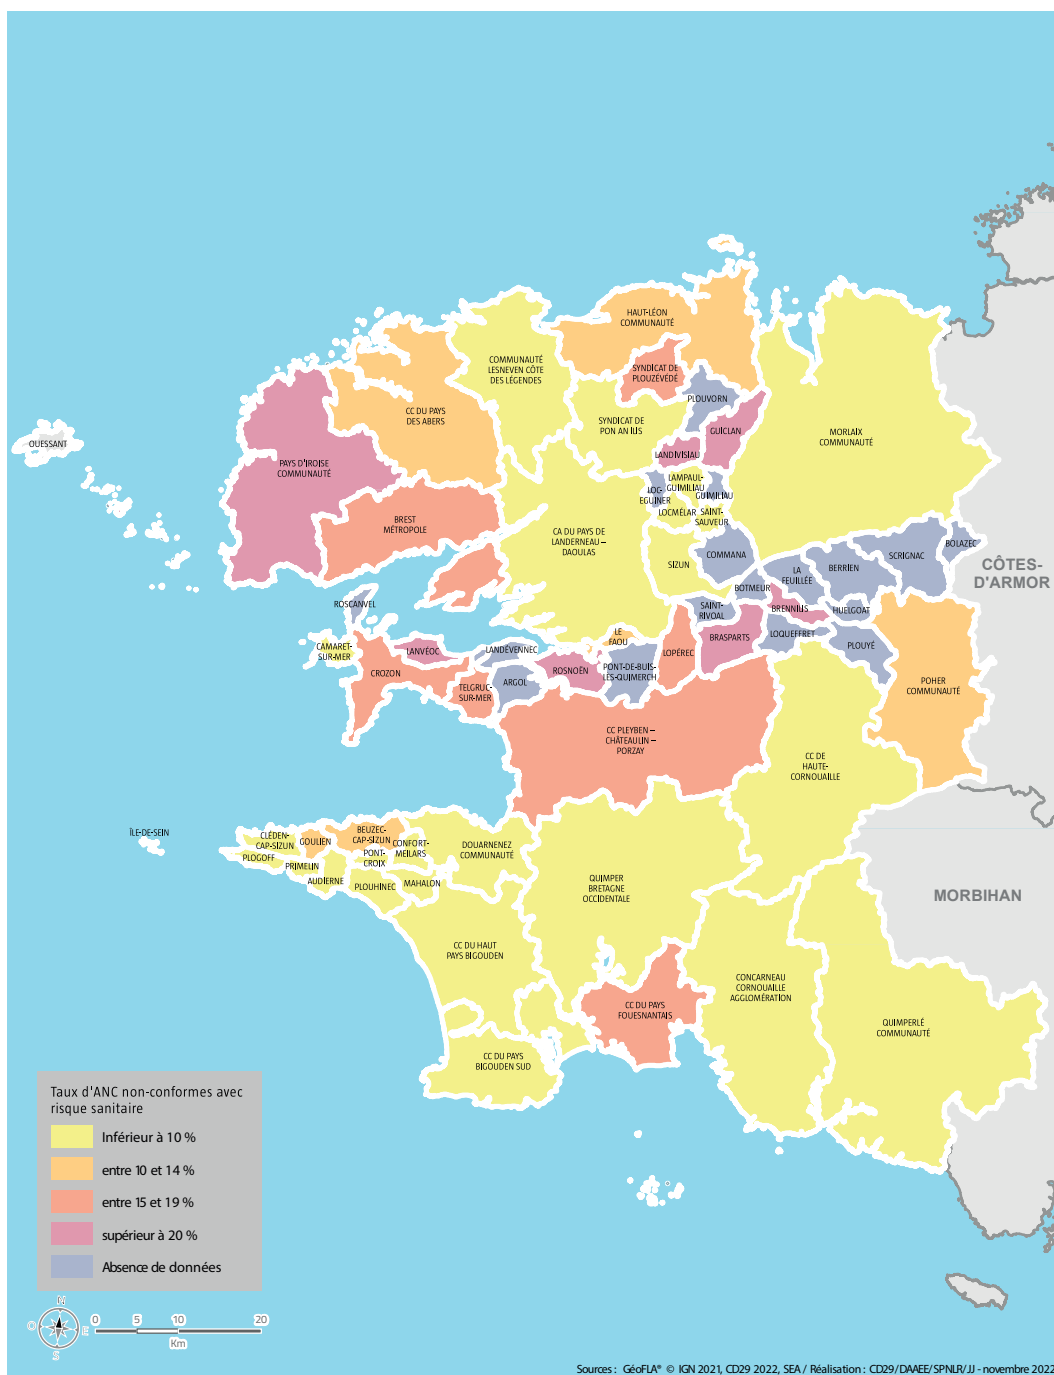 HAUT-LÉON
COMMUNAUTÉ
COMMUNAUTÉ
LESNEVEN CÔTE
DES LÉGENDES
SYNDICAT DE
PLOUZÉVÉDÉ
PLOUVORN
CC DU PAYS
DES ABERS
SYNDICAT DE
PON AN ILIS
GUICLAN
MORLAIX
COMMUNAUTÉ
OUESSANT
LANDIVISIAU
PAYS D'IROISE
COMMUNAUTÉ
LAMPAUL-
GUIMILIAU
LOC-
EGUINER
GUIMILIAU
LOCMÉLAR
SAINT-
SAUVEUR
BREST
MÉTROPOLE
CA DU PAYS DE
LANDERNEAU –
DAOULAS
COMMANA
SIZUN
BOLAZEC
SCRIGNAC
BERRIEN
LA
FEUILLÉE
BOTMEUR
CÔTES-
D'ARMOR
ROSCANVEL
SAINT-
RIVOAL
BRENNILIS
HUELGOAT
LE
FAOU
BRASPARTS
LOQUEFFRET
PLOUYÉ
CAMARET-
SUR-MER
LANVÉOC
LANDÉVENNEC
LOPÉREC
CROZON
ROSNOËN
PONT-DE-BUIS-
LÈS-QUIMERCH
ARGOL
TELGRUC-
SUR-MER
POHER
COMMUNAUTÉ
CC PLEYBEN –
CHÂTEAULIN –
PORZAY
CC DE
HAUTE-
CORNOUAILLE
ÎLE-DE-SEIN
CLÉDEN-
CAP-SIZUN
GOULIEN
BEUZEC-
CAP-SIZUN
CONFORT-
MEILARS
PONT-
CROIX
DOUARNENEZ
COMMUNAUTÉ
PLOGOFF
PRIMELIN
AUDIERNE
PLOUHINEC
MAHALON
QUIMPER
BRETAGNE
OCCIDENTALE
MORBIHAN
CC DU HAUT
PAYS BIGOUDEN
CONCARNEAU
CORNOUAILLE
AGGLOMÉRATION
CC DU PAYS
FOUESNANTAIS
QUIMPERLÉ
COMMUNAUTÉ
CC DU PAYS
BIGOUDEN SUD
Taux d'ANC non-conformes avec
risque sanitaire
Inférieur à 10 %
entre 10 et 14 %
entre 15 et 19 %
supérieur à 20 %
Absence de données
N
O
E
S
0 5 10 20
Km
Sources : GéoFLA® © IGN 2021, CD29 2022, SEA / Réalisation : CD29/DAAEE/SPNLR/JJ - novembre 2022